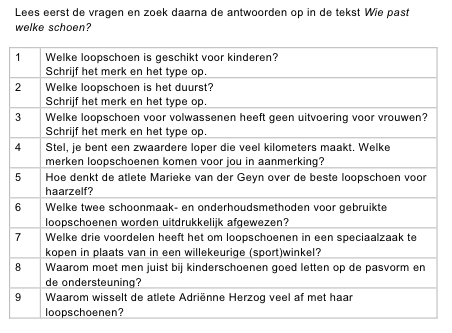 Lees eerst de vragen en zoek daarna de antwoorden op in de tekst Wie past
welke schoen?
1 Welke loopschoen is geschikt voor kinderen?
Schrijf het merk en het type op.
2 Welke loopschoen is het duurst?
Schrijf het merk en het type op.
3 Welke loopschoen voor volwassenen heeft geen uitvoering voor vrouwen?
Schrijf het merk en het type op.
4 Stel, je bent een zwaardere loper die veel kilometers maakt. Welke
merken loopschoenen komen voor jou in aanmerking?
5 Hoe denkt de atlete Marieke van der Geyn over de beste loopschoen voor
haarzelf?
6 Welke twee schoonmaak- en onderhoudsmethoden voor gebruikte
loopschoenen worden uitdrukkelijk afgewezen?
7 Welke drie voordelen heeft het om loopschoenen in een speciaalzaak te
kopen in plaats van in een willekeurige (sport)winkel?
8 Waarom moet men juist bij kinderschoenen goed letten op de pasvorm en
de ondersteuning?
9 Waarom wisselt de atlete Adriënne Herzog veel af met haar
loopschoenen?